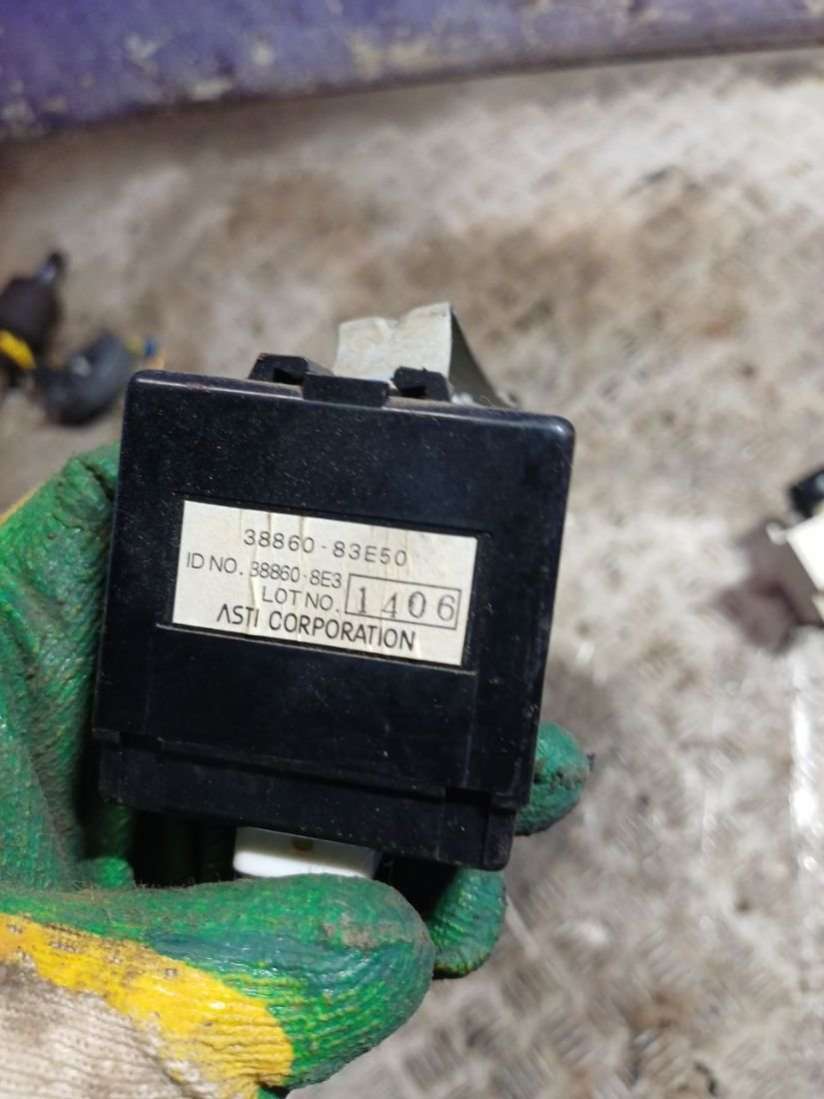 38860-83E50
ID NO. 38860-8E3
LOT NO. 1406
ASTI CORPORATION